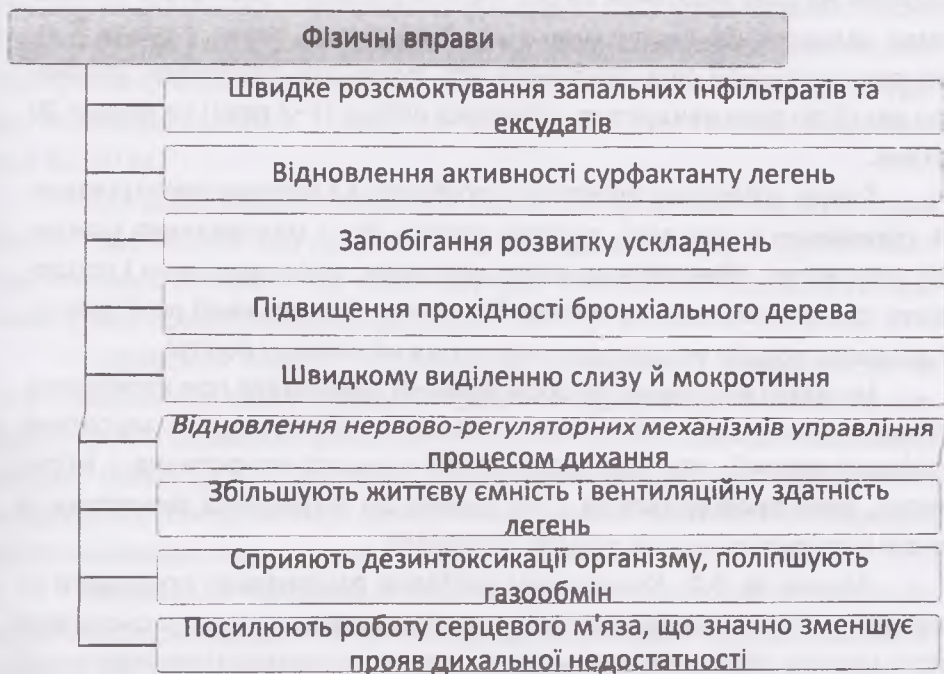 Фізичні вправи
Швидке розсмоктування запальних інфільтратів та
ексудатів
Відновлення активності сурфактанту легень
Запобігання розвитку ускладнень
Підвищення прохідності бронхіального дерева
Швидкому виділенню слизу й мокротиння
Відновлення нервово-регуляторних механізмів управління
процесом дихання
Збільшують життєву ємність і вентиляційну здатність
легень
Сприяють дезінтоксикації організму, поліпшують
газообмін
Посилюють роботу серцевого м'яза, що значно зменшує
прояв дихальної недостатності